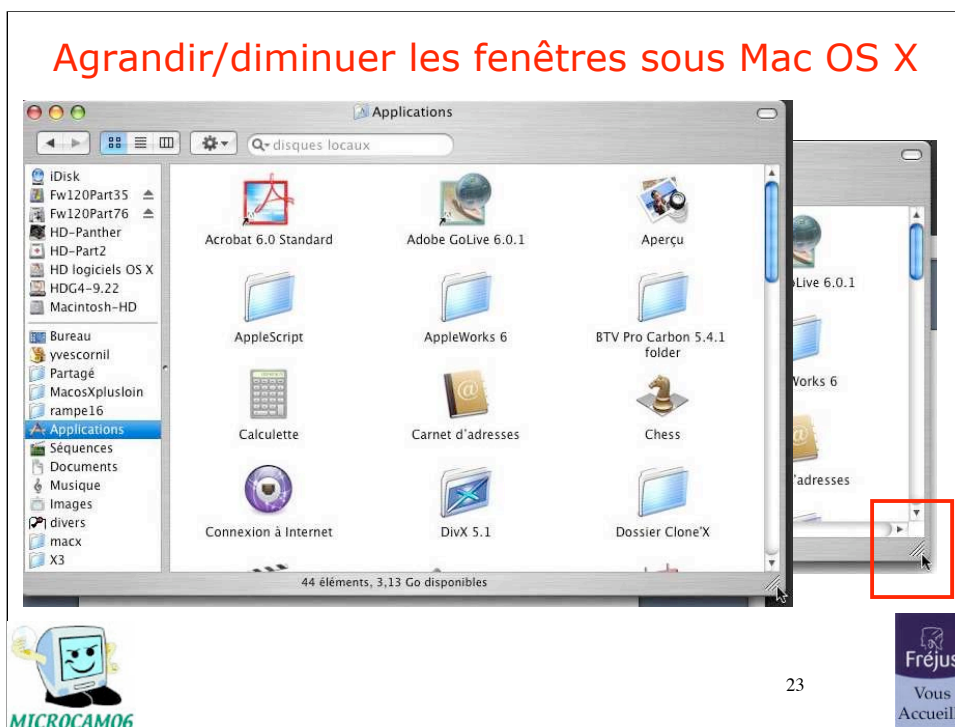 Agrandir/diminuer les fenêtres sous Mac OS X
Applications
disques locaux
iDisk
Fw120Part35
Fw120Part76
HD-Panther
HD-Part2
HD logiciels OS X
HDG4-9.22
Macintosh-HD
Bureau
yvescornil
Partagé
MacosXplusloin
rampe16
Applications
Séquences
Documents
Musique
Images
divers
macx
X3
Acrobat 6.0 Standard
Adobe GoLive 6.0.1
Aperçu
AppleScript
AppleWorks 6
BTV Pro Carbon 5.4.1
folder
Calculette
Carnet d'adresses
Chess
Connexion à Internet
DivX 5.1
Dossier Clone'X
44 éléments, 3,13 Go disponibles
Live 6.0.1
Works 6
'adresses
MICROCAM06
23
Fréjus
Vous
Accueill